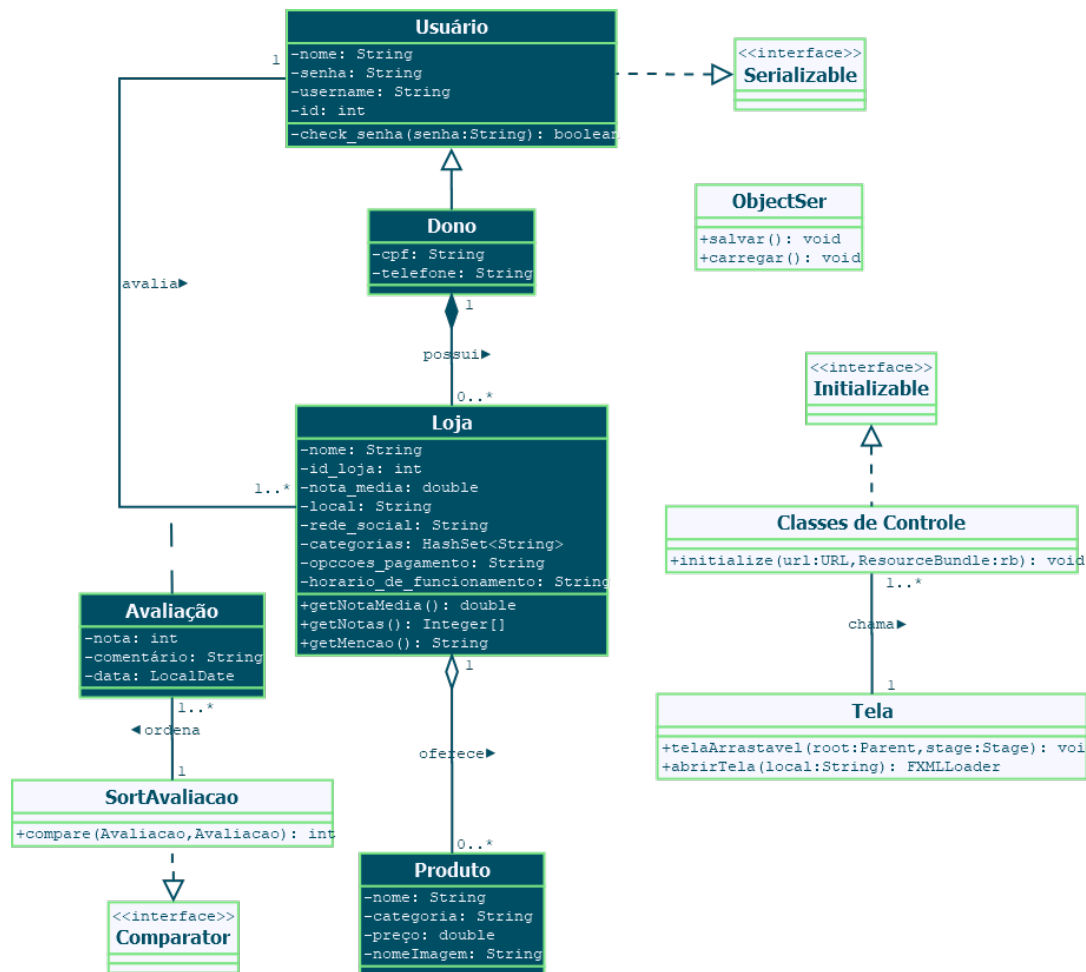 Usuário
-nome: String
-senha: String
-username: String
-id: int
-check_senha(senha:String): boolean
1
<<interface>>
Serializable
ObjectSer
+salvar(): void
+carregar(): void
Dono
-cpf: String
-telefone: String
1
avalia►
possui►
0..*
<<interface>>
Initializable
Loja
-nome: String
-id_loja: int
-nota_media: double
-local: String
-rede_social: String
-categorias: HashSet<String>
-opccoes_pagamento: String
-horario_de_funcionamento: String
+getNotaMedia(): double
+getNotas(): Integer[]
+getMencao(): String
1..*
1
Classes de Controle
+initialize(url:URL,ResourceBundle:rb): void
1..*
chama►
1
Avaliação
-nota: int
-comentário: String
-data: LocalDate
1..*
◄ordena
1
Tela
+telaArrastavel(root:Parent,stage:Stage): voi
+abrirTela(local:String): FXMLLoader
oferece►
SortAvaliacao
+compare(Avaliacao,Avaliacao): int
0..*
Produto
-nome: String
-categoria: String
-preço: double
-nomeImagem: String
<<interface>>
Comparator